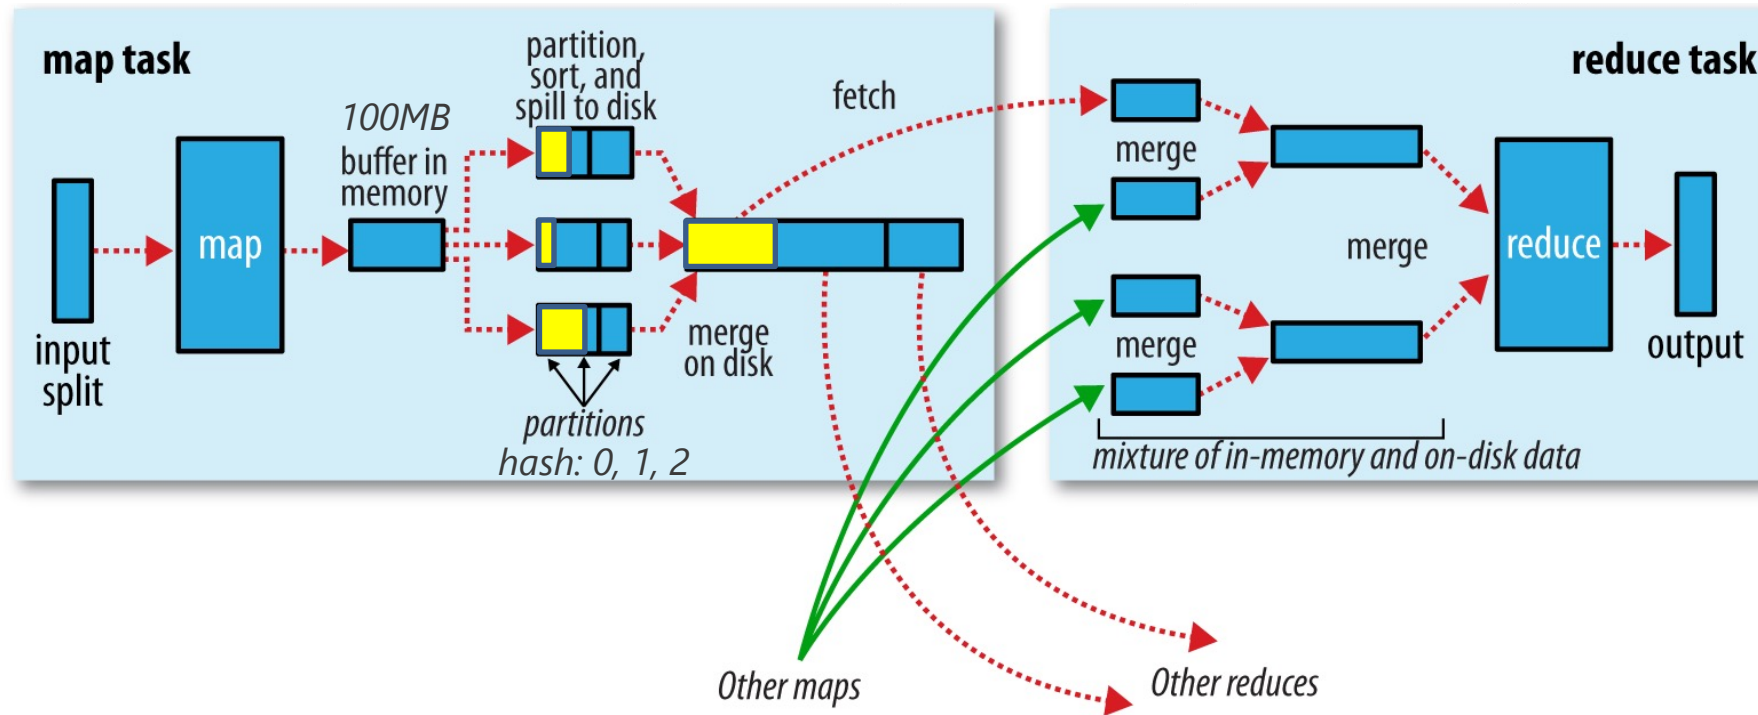 map task
partition,
sort, and
spill to disk
100MB
buffer in
memory
fetch
map
input
split
merge
on disk
partitions
hash: 0, 1, 2
reduce task
merge
merge
merge
reduce
output
mixture of in-memory and on-disk data
Other maps
Other reduces